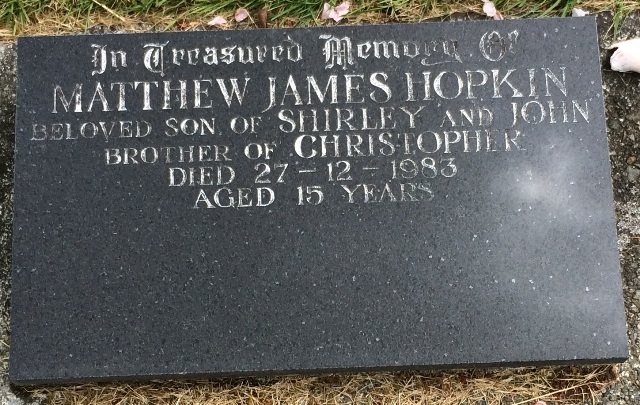 In Treasured Memory Of
MATTHEW JAMES HOPKIN
BELOVED SON OF SHIRLEY AND JOHN
BROTHER OF CHRISTOPHER
DIED 27-12-1983
AGED 15 YEARS